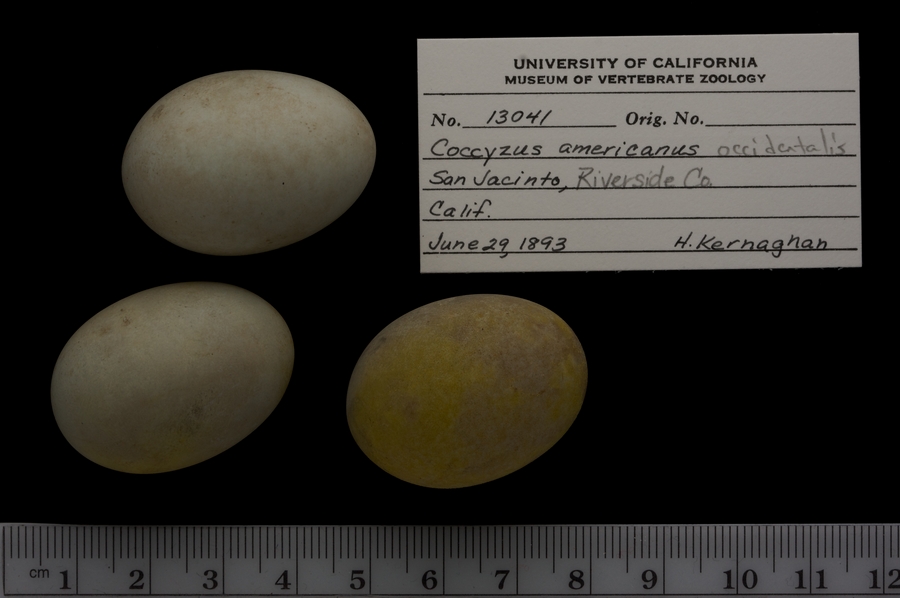 UNIVERSITY OF CALIFORNIA
MUSEUM OF VERTEBRATE ZOOLOGY
No. 13041 Orig. No.
Coccyzus americanus occidentalis
San Jacinto, Riverside Co.
Calif.
June 29, 1893 H. Kernaghan
cm 1 2 3 4 5 6 7 8 9 10 11 12